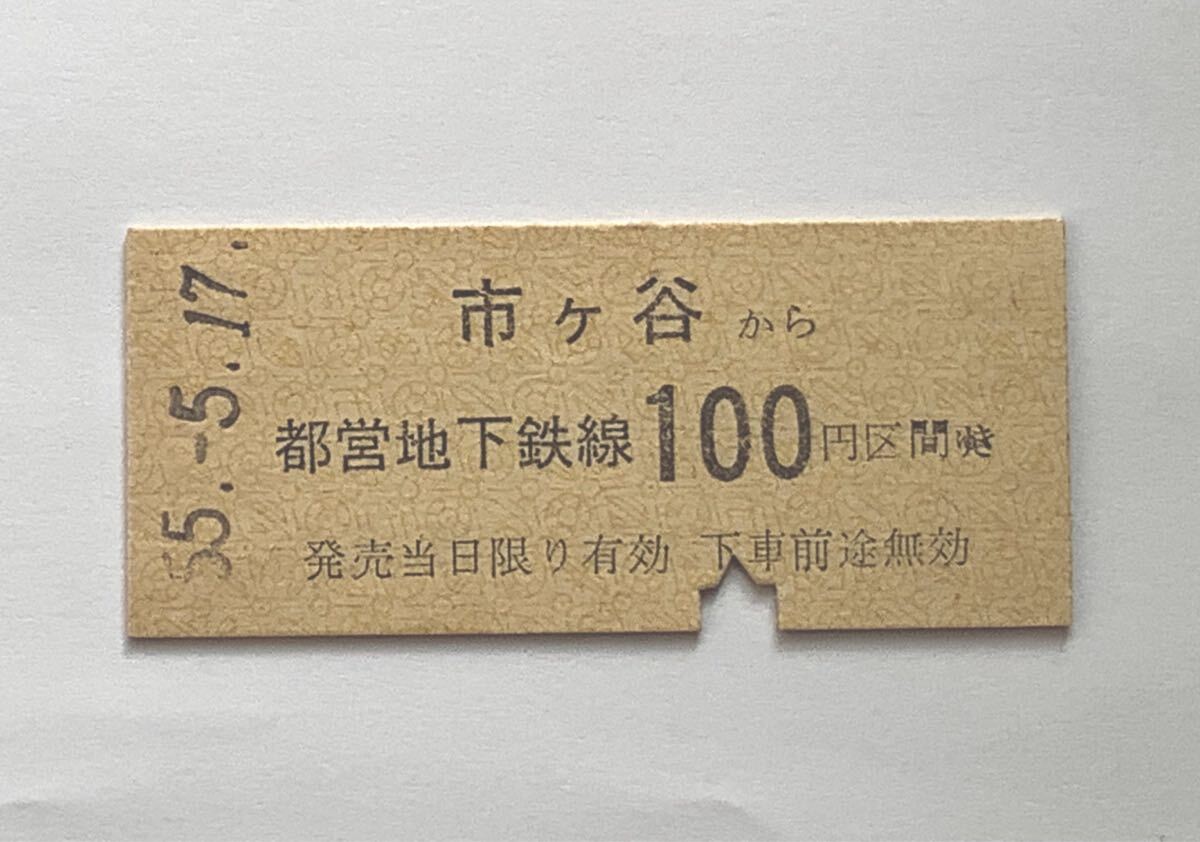 55.-5.17.
市ヶ谷から
都営地下鉄線100円区間ゆき
発売当日限り有効 下車前途無効